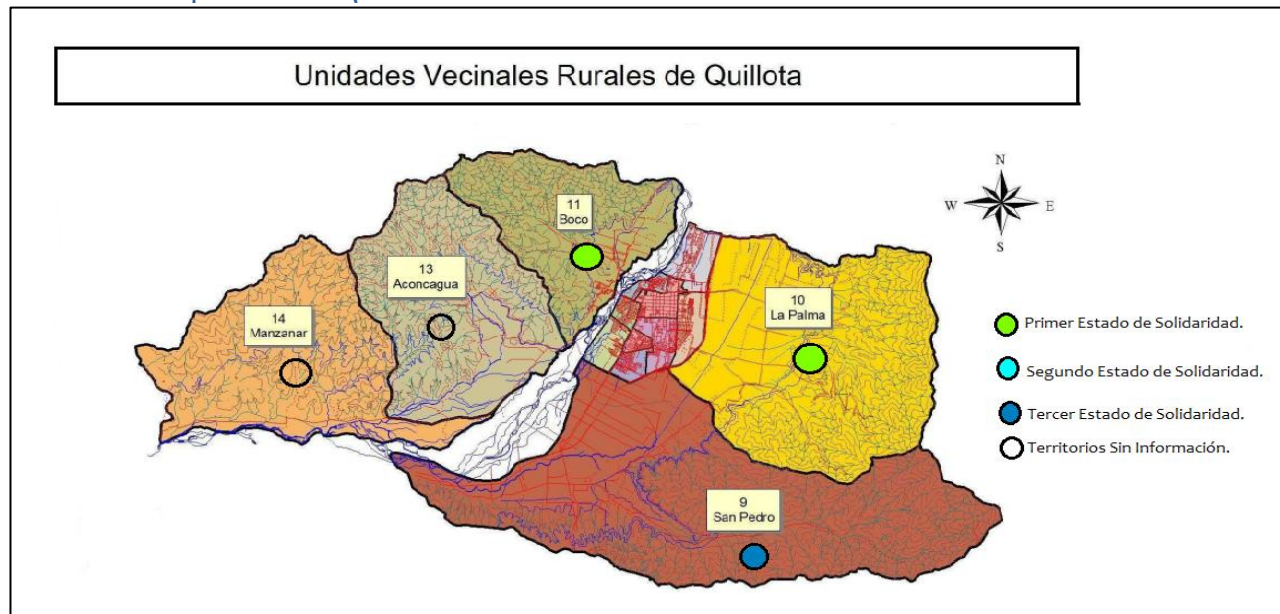 Unidades Vecinales Rurales de Quillota
N
W E
S
11
Boco
13
Aconcagua
10
La Palma
14
Manzanar
9
San Pedro
Primer Estado de Solidaridad.
Segundo Estado de Solidaridad.
Tercer Estado de Solidaridad.
Territorios Sin Información.